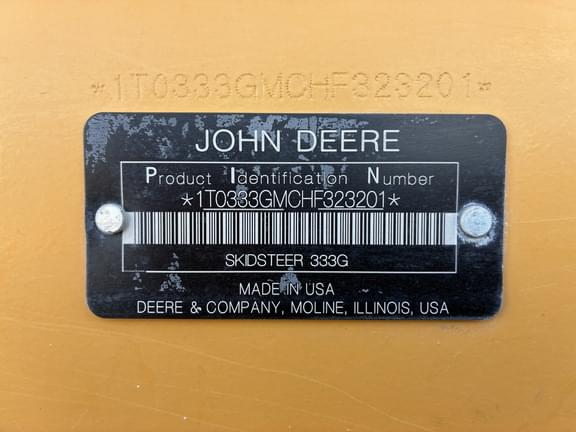 *1T0333GMCHF323201*
JOHN DEERE
Product Identification Number
*1T0333GMCHF323201*
SKIDSTEER 333G
MADE IN USA
DEERE & COMPANY, MOLINE, ILLINOIS, USA